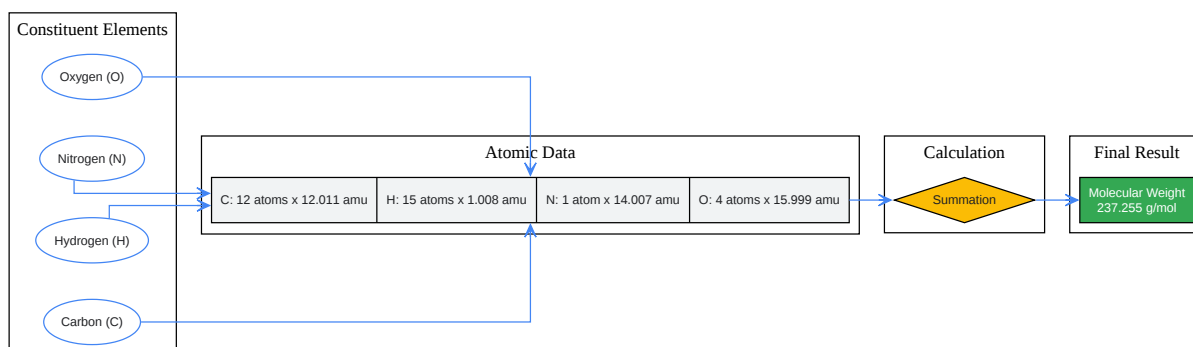 Constituent Elements
Oxygen (O)
Nitrogen (N)
Hydrogen (H)
Carbon (C)
Atomic Data
C: 12 atoms x 12.011 amu
H: 15 atoms x 1.008 amu
N: 1 atom x 14.007 amu
O: 4 atoms x 15.999 amu
Calculation
Summation
Final Result
Molecular Weight
237.255 g/mol